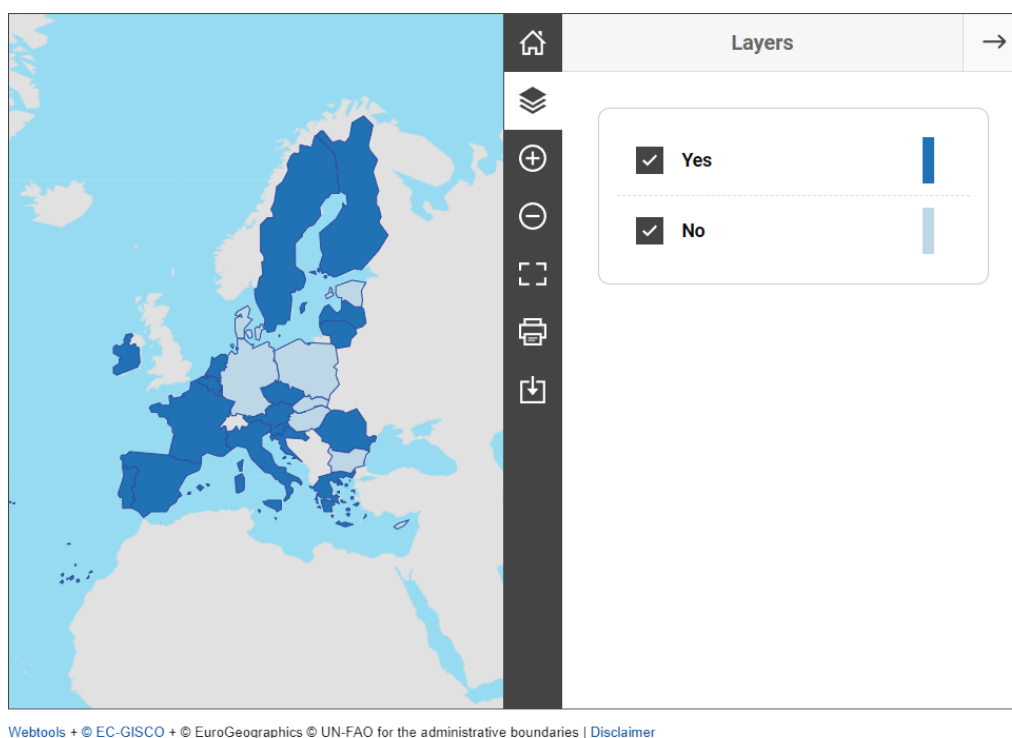 Layers
Yes
No
Webtools + © EC-GISCO + © EuroGeographics © UN-FAO for the administrative boundaries | Disclaimer